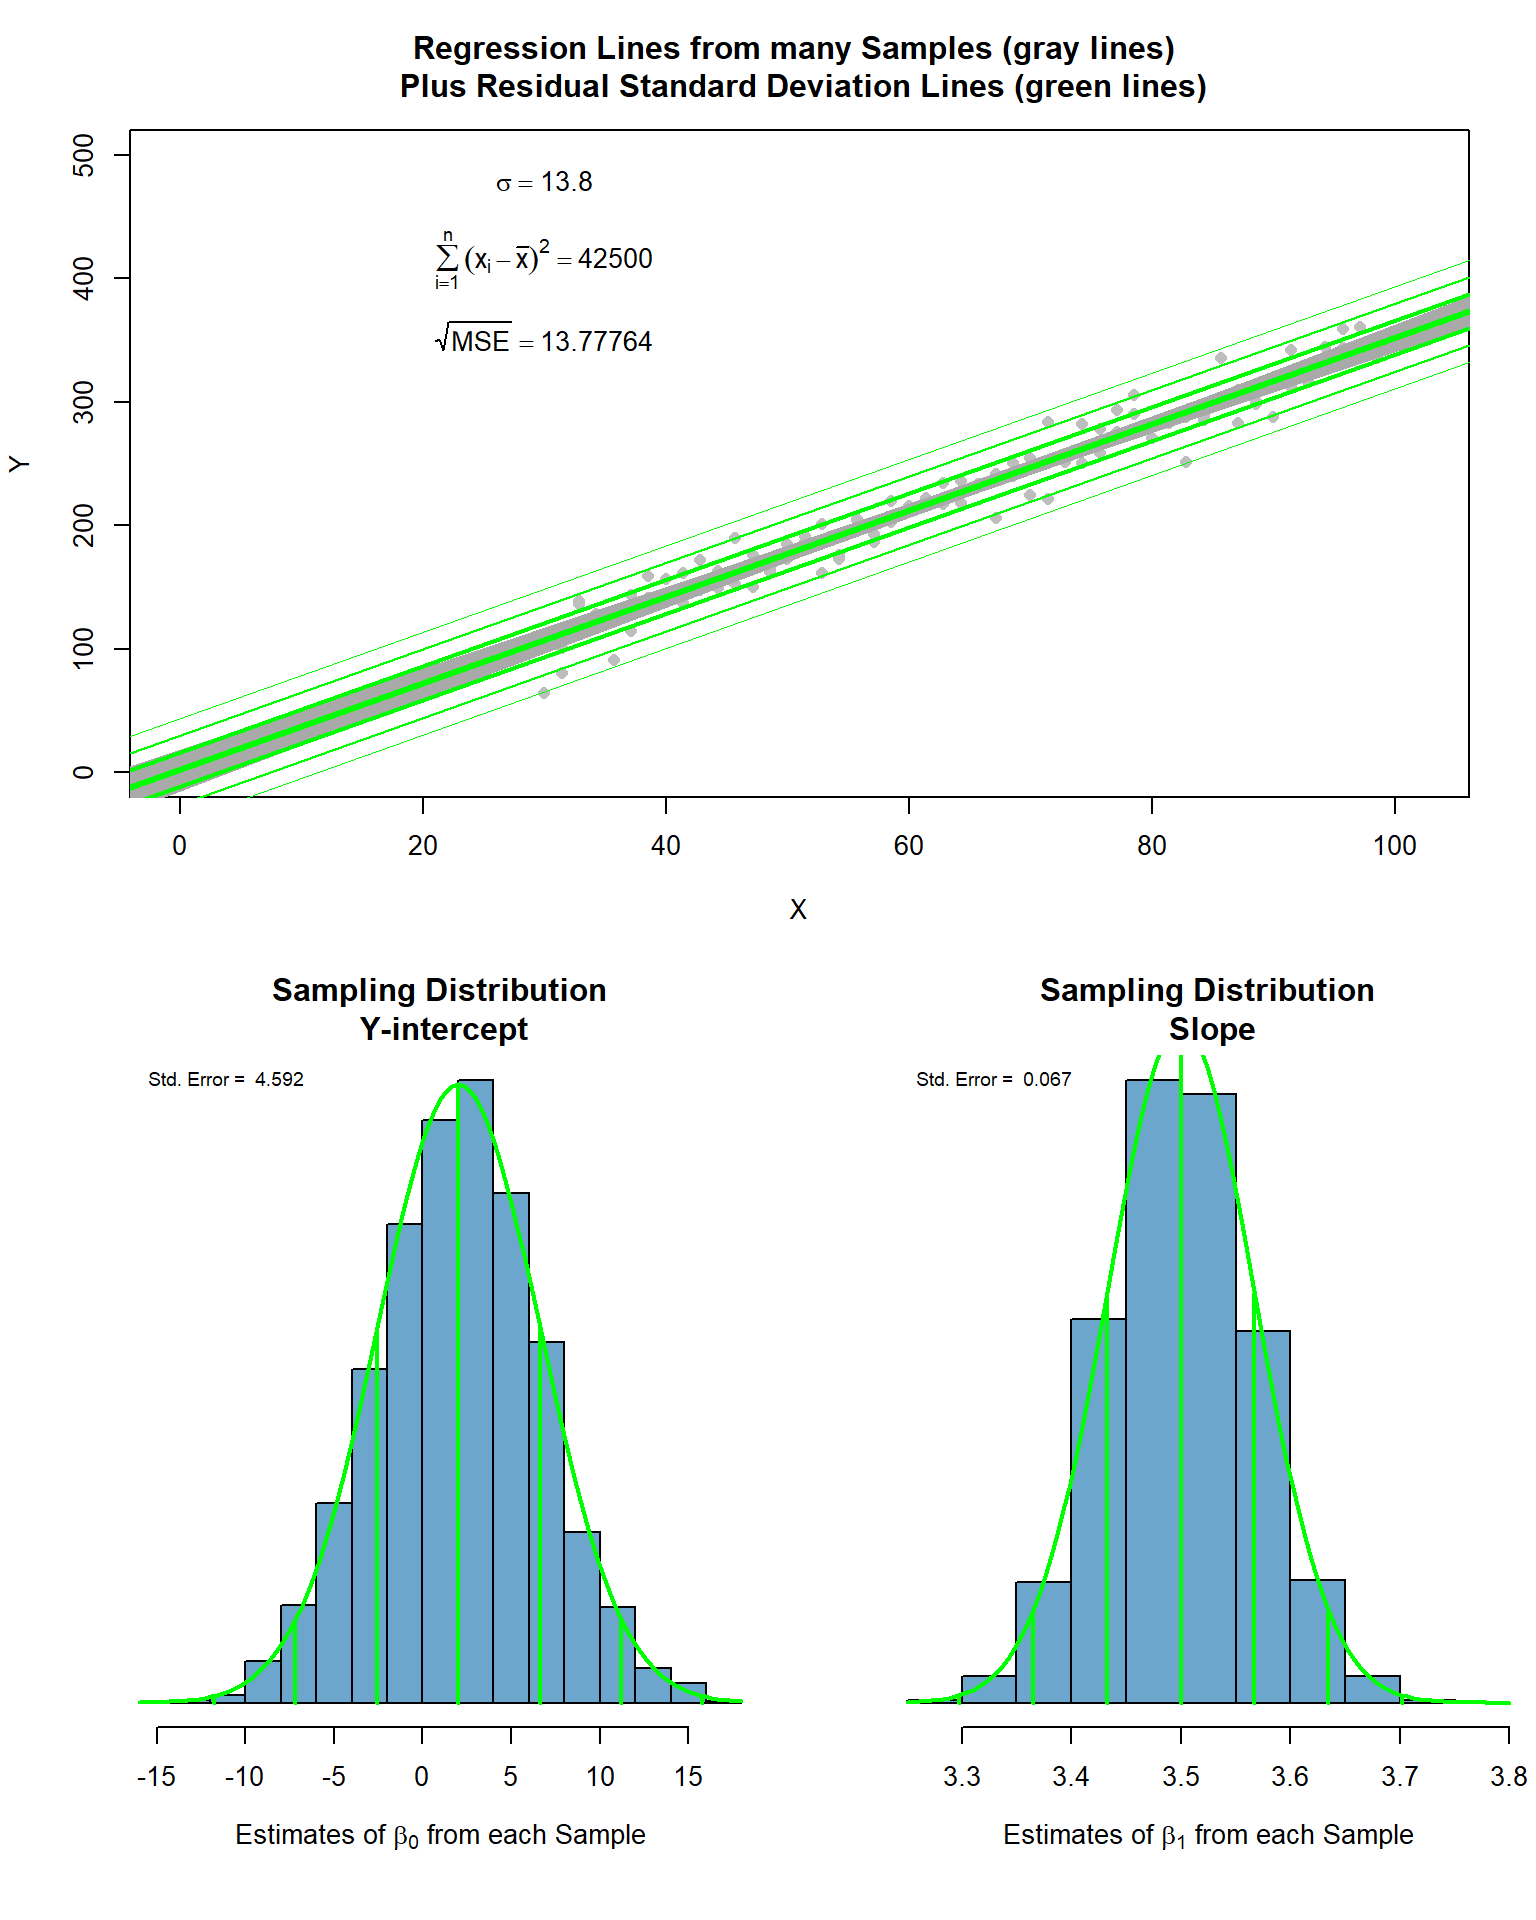 Regression Lines from many Samples (gray lines)
Plus Residual Standard Deviation Lines (green lines)
σ = 13.8
∑ᵢ₌₁ⁿ (xᵢ − x̄)² = 42500
√MSE = 13.77764
Y
500
400
300
200
100
0
0 20 40 60 80 100
X
Sampling Distribution
Y-intercept
Std. Error = 4.592
-15 -10 -5 0 5 10 15
Estimates of β₀ from each Sample
Sampling Distribution
Slope
Std. Error = 0.067
3.3 3.4 3.5 3.6 3.7 3.8
Estimates of β₁ from each Sample